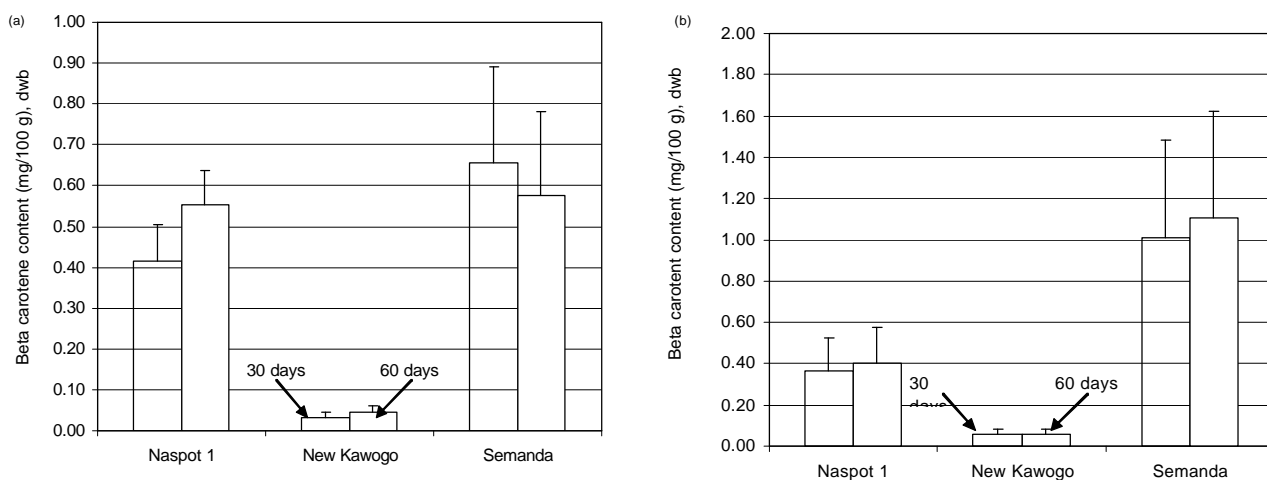 (a)
Beta carotene content (mg/100 g), dwb
1.00
0.90
0.80
0.70
0.60
0.50
0.40
0.30
0.20
0.10
0.00
30 days
60 days
Naspot 1
New Kawogo
Semanda
(b)
Beta carotent content (mg/100 g), dwb
2.00
1.80
1.60
1.40
1.20
1.00
0.80
0.60
0.40
0.20
0.00
30
days
60 days
Naspot 1
New Kawogo
Semanda